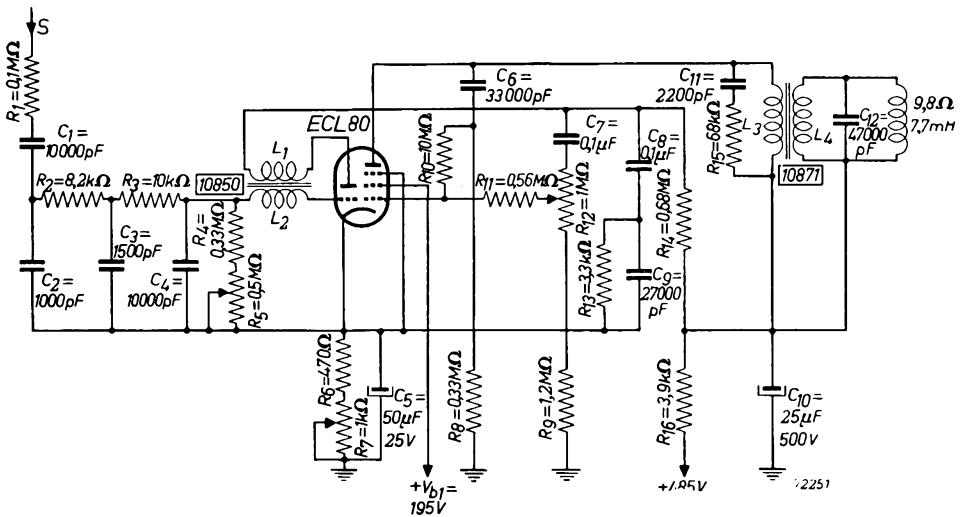 S
R1=0,1MΩ
C1=
10000pF
R2=8,2kΩ
R3=10kΩ
10850
C2=
1000pF
C3=
1500pF
C4=
10000pF
R4=
0,33MΩ
R5=0,5MΩ
L1
L2
ECL80
R6=470Ω
R7=1kΩ
C5=
50μF
25V
+Vb1=
195V
R10=10MΩ
C6=
33000pF
R8=0,33MΩ
R11=0,56MΩ
C7=
0,1μF
R12=1MΩ
R9=1,2MΩ
C8=
0,1μF
R13=3,3kΩ
C9=
27000
pF
R14=0,68MΩ
R16=3,9kΩ
C11=
2200pF
R15=68kΩ
L3
L4
10871
C12=
47000
pF
9,8Ω
7,7mH
C10=
25μF
500V